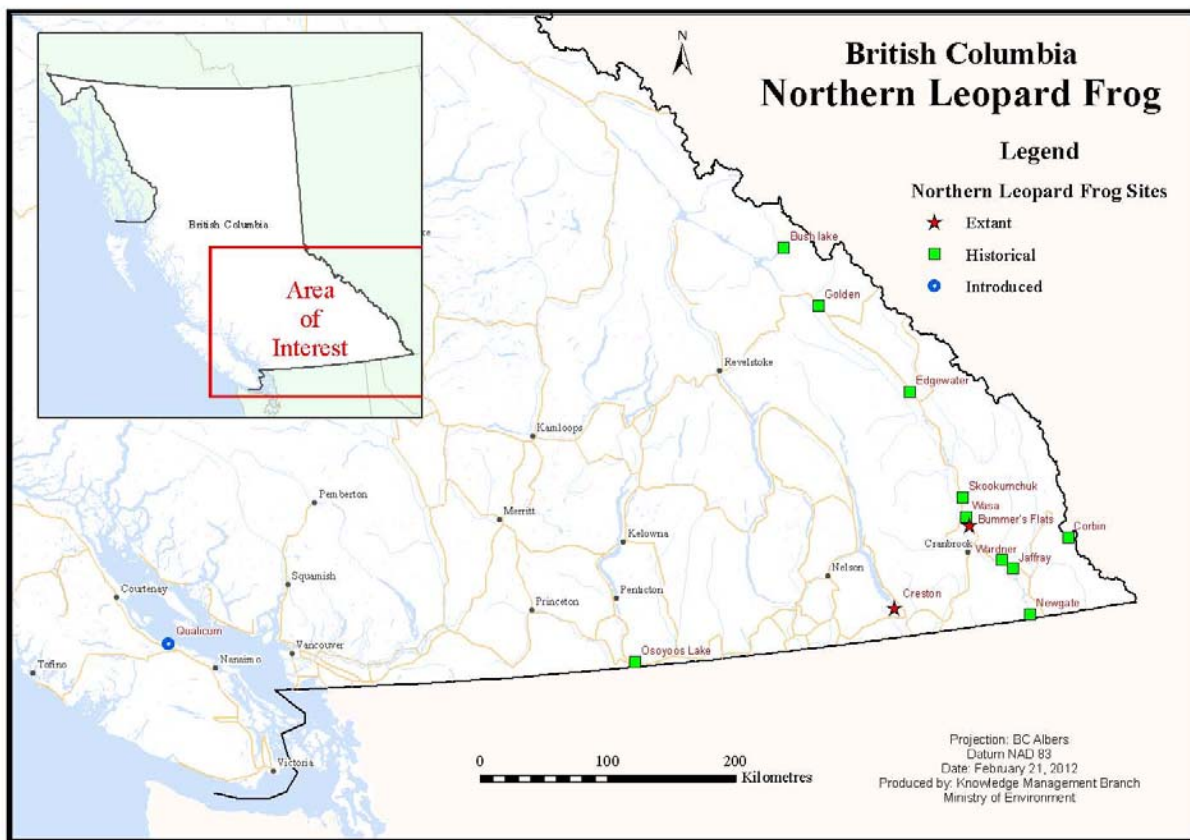 British Columbia
Northern Leopard Frog
Legend
Northern Leopard Frog Sites
Extant
Historical
Introduced
N
British Columbia
Area
of
Interest
ke
Bush lake
Golden
Revelstoke
Edgewater
Kamloops
Pemberton
Merritt
Skookumchuk
Wasa
Bummer's Flats
Corbin
Kelowna
Cranbrook
Wardner
Jaffray
Squamish
Nelson
Courtenay
Princeton
Penticton
Creston
Newgate
Qualicum
Vancouver
Osoyoos Lake
Tofino
Nanaimo
Victoria
0 100 200
Kilometres
Projection: BC Albers
Datum NAD 83
Date: February 21, 2012
Produced by: Knowledge Management Branch
Ministry of Environment